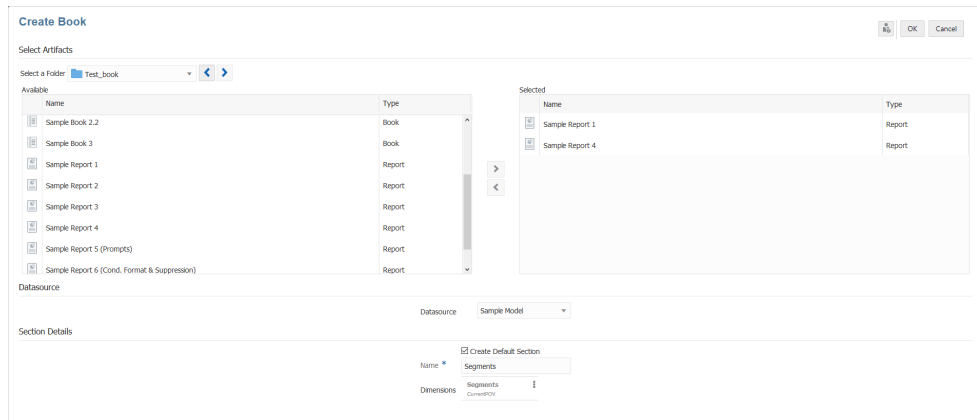 Create Book
OK Cancel
Select Artifacts
Select a Folder Test_book
Available
Name Type
Sample Book 2.2 Book
Sample Book 3 Book
Sample Report 1 Report
Sample Report 2 Report
Sample Report 3 Report
Sample Report 4 Report
Sample Report 5 (Prompts) Report
Sample Report 6 (Cond. Format & Suppression) Report
Selected
Name Type
Sample Report 1 Report
Sample Report 4 Report
Datasource
Datasource Sample Model
Section Details
Create Default Section
Name * Segments
Dimensions Segments
CurrentPOV